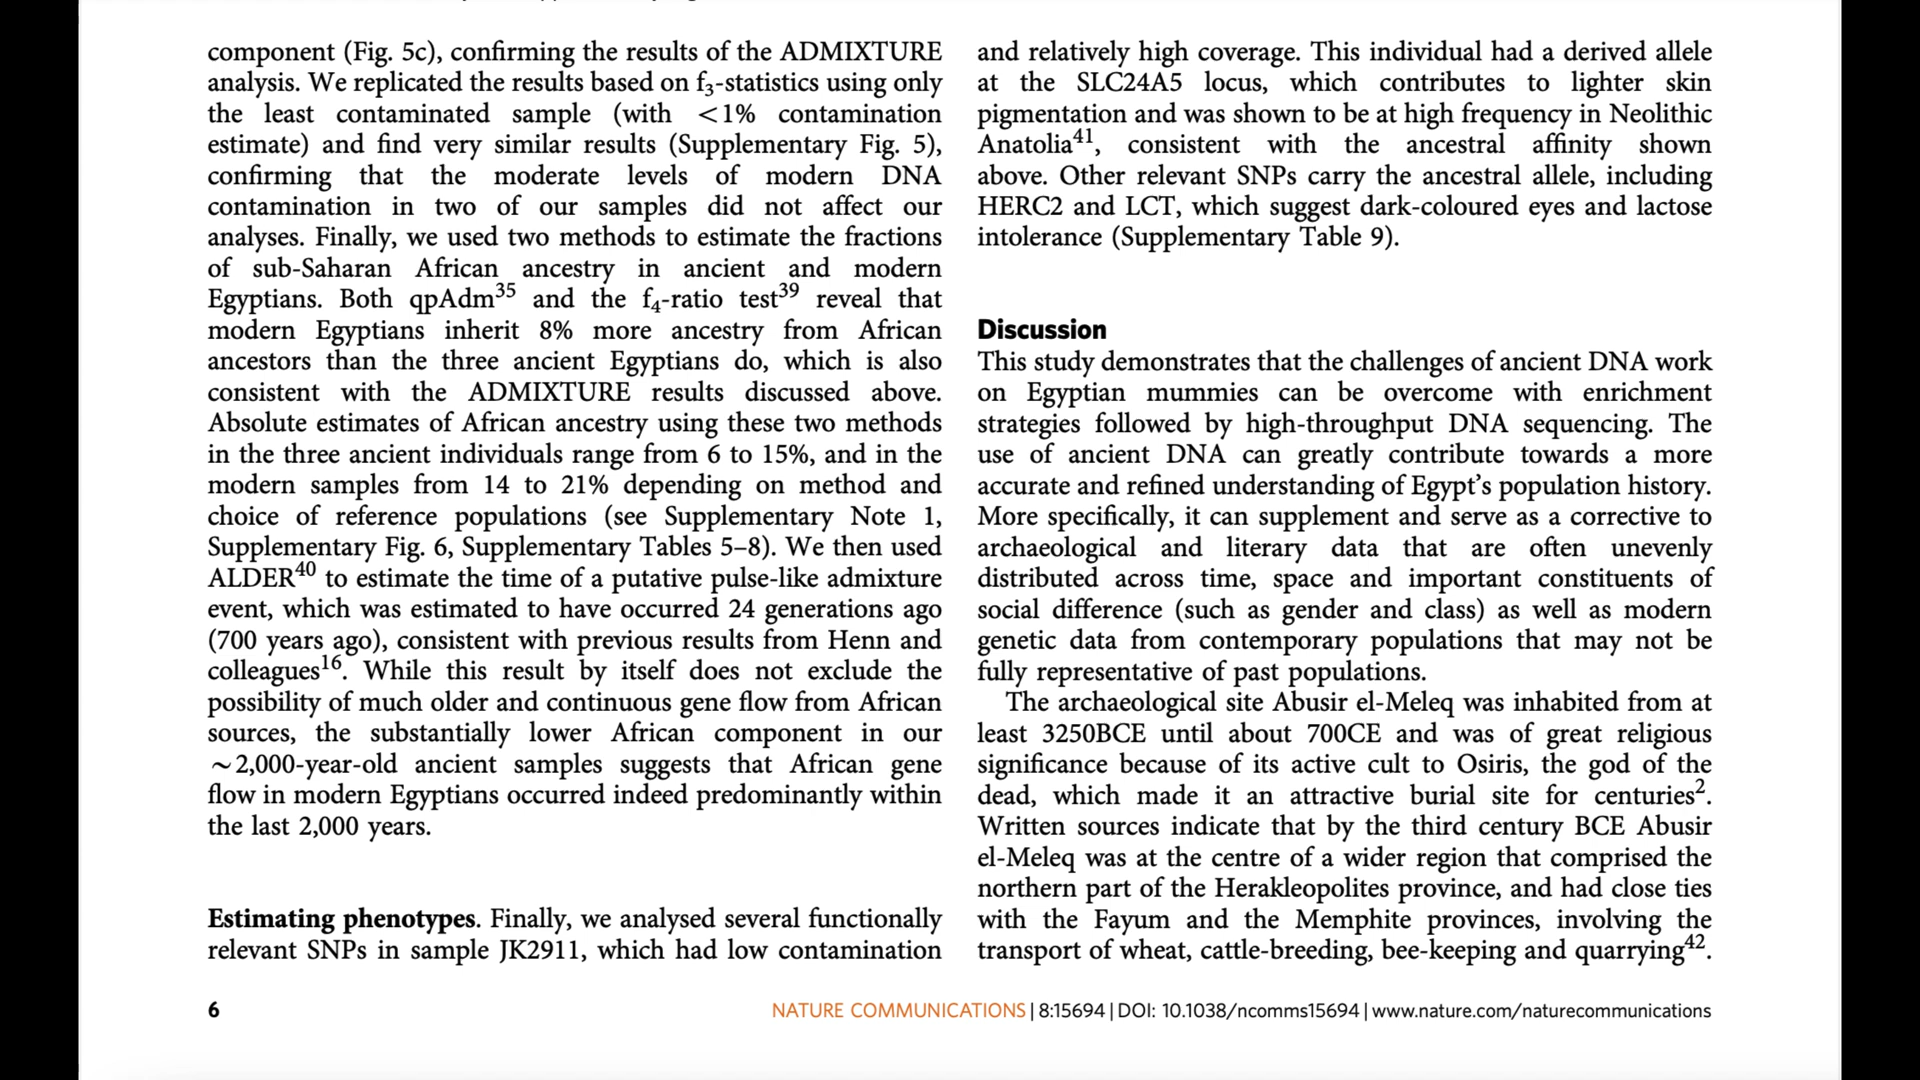 component (Fig. 5c), confirming the results of the ADMIXTURE
analysis. We replicated the results based on f3-statistics using only
the least contaminated sample (with <1% contamination
estimate) and find very similar results (Supplementary Fig. 5),
confirming that the moderate levels of modern DNA
contamination in two of our samples did not affect our
analyses. Finally, we used two methods to estimate the fractions
of sub-Saharan African ancestry in ancient and modern
Egyptians. Both qpAdm35 and the f4-ratio test39 reveal that
modern Egyptians inherit 8% more ancestry from African
ancestors than the three ancient Egyptians do, which is also
consistent with the ADMIXTURE results discussed above.
Absolute estimates of African ancestry using these two methods
in the three ancient individuals range from 6 to 15%, and in the
modern samples from 14 to 21% depending on method and
choice of reference populations (see Supplementary Note 1,
Supplementary Fig. 6, Supplementary Tables 5–8). We then used
ALDER40 to estimate the time of a putative pulse-like admixture
event, which was estimated to have occurred 24 generations ago
(700 years ago), consistent with previous results from Henn and
colleagues16. While this result by itself does not exclude the
possibility of much older and continuous gene flow from African
sources, the substantially lower African component in our
~2,000-year-old ancient samples suggests that African gene
flow in modern Egyptians occurred indeed predominantly within
the last 2,000 years.
Estimating phenotypes. Finally, we analysed several functionally
relevant SNPs in sample JK2911, which had low contamination
and relatively high coverage. This individual had a derived allele
at the SLC24A5 locus, which contributes to lighter skin
pigmentation and was shown to be at high frequency in Neolithic
Anatolia41, consistent with the ancestral affinity shown
above. Other relevant SNPs carry the ancestral allele, including
HERC2 and LCT, which suggest dark-coloured eyes and lactose
intolerance (Supplementary Table 9).
Discussion
This study demonstrates that the challenges of ancient DNA work
on Egyptian mummies can be overcome with enrichment
strategies followed by high-throughput DNA sequencing. The
use of ancient DNA can greatly contribute towards a more
accurate and refined understanding of Egypt's population history.
More specifically, it can supplement and serve as a corrective to
archaeological and literary data that are often unevenly
distributed across time, space and important constituents of
social difference (such as gender and class) as well as modern
genetic data from contemporary populations that may not be
fully representative of past populations.
The archaeological site Abusir el-Meleq was inhabited from at
least 3250BCE until about 700CE and was of great religious
significance because of its active cult to Osiris, the god of the
dead, which made it an attractive burial site for centuries2.
Written sources indicate that by the third century BCE Abusir
el-Meleq was at the centre of a wider region that comprised the
northern part of the Herakleopolites province, and had close ties
with the Fayum and the Memphite provinces, involving the
transport of wheat, cattle-breeding, bee-keeping and quarrying42.
6
NATURE COMMUNICATIONS | 8:15694 | DOI: 10.1038/ncomms15694 | www.nature.com/naturecommunications